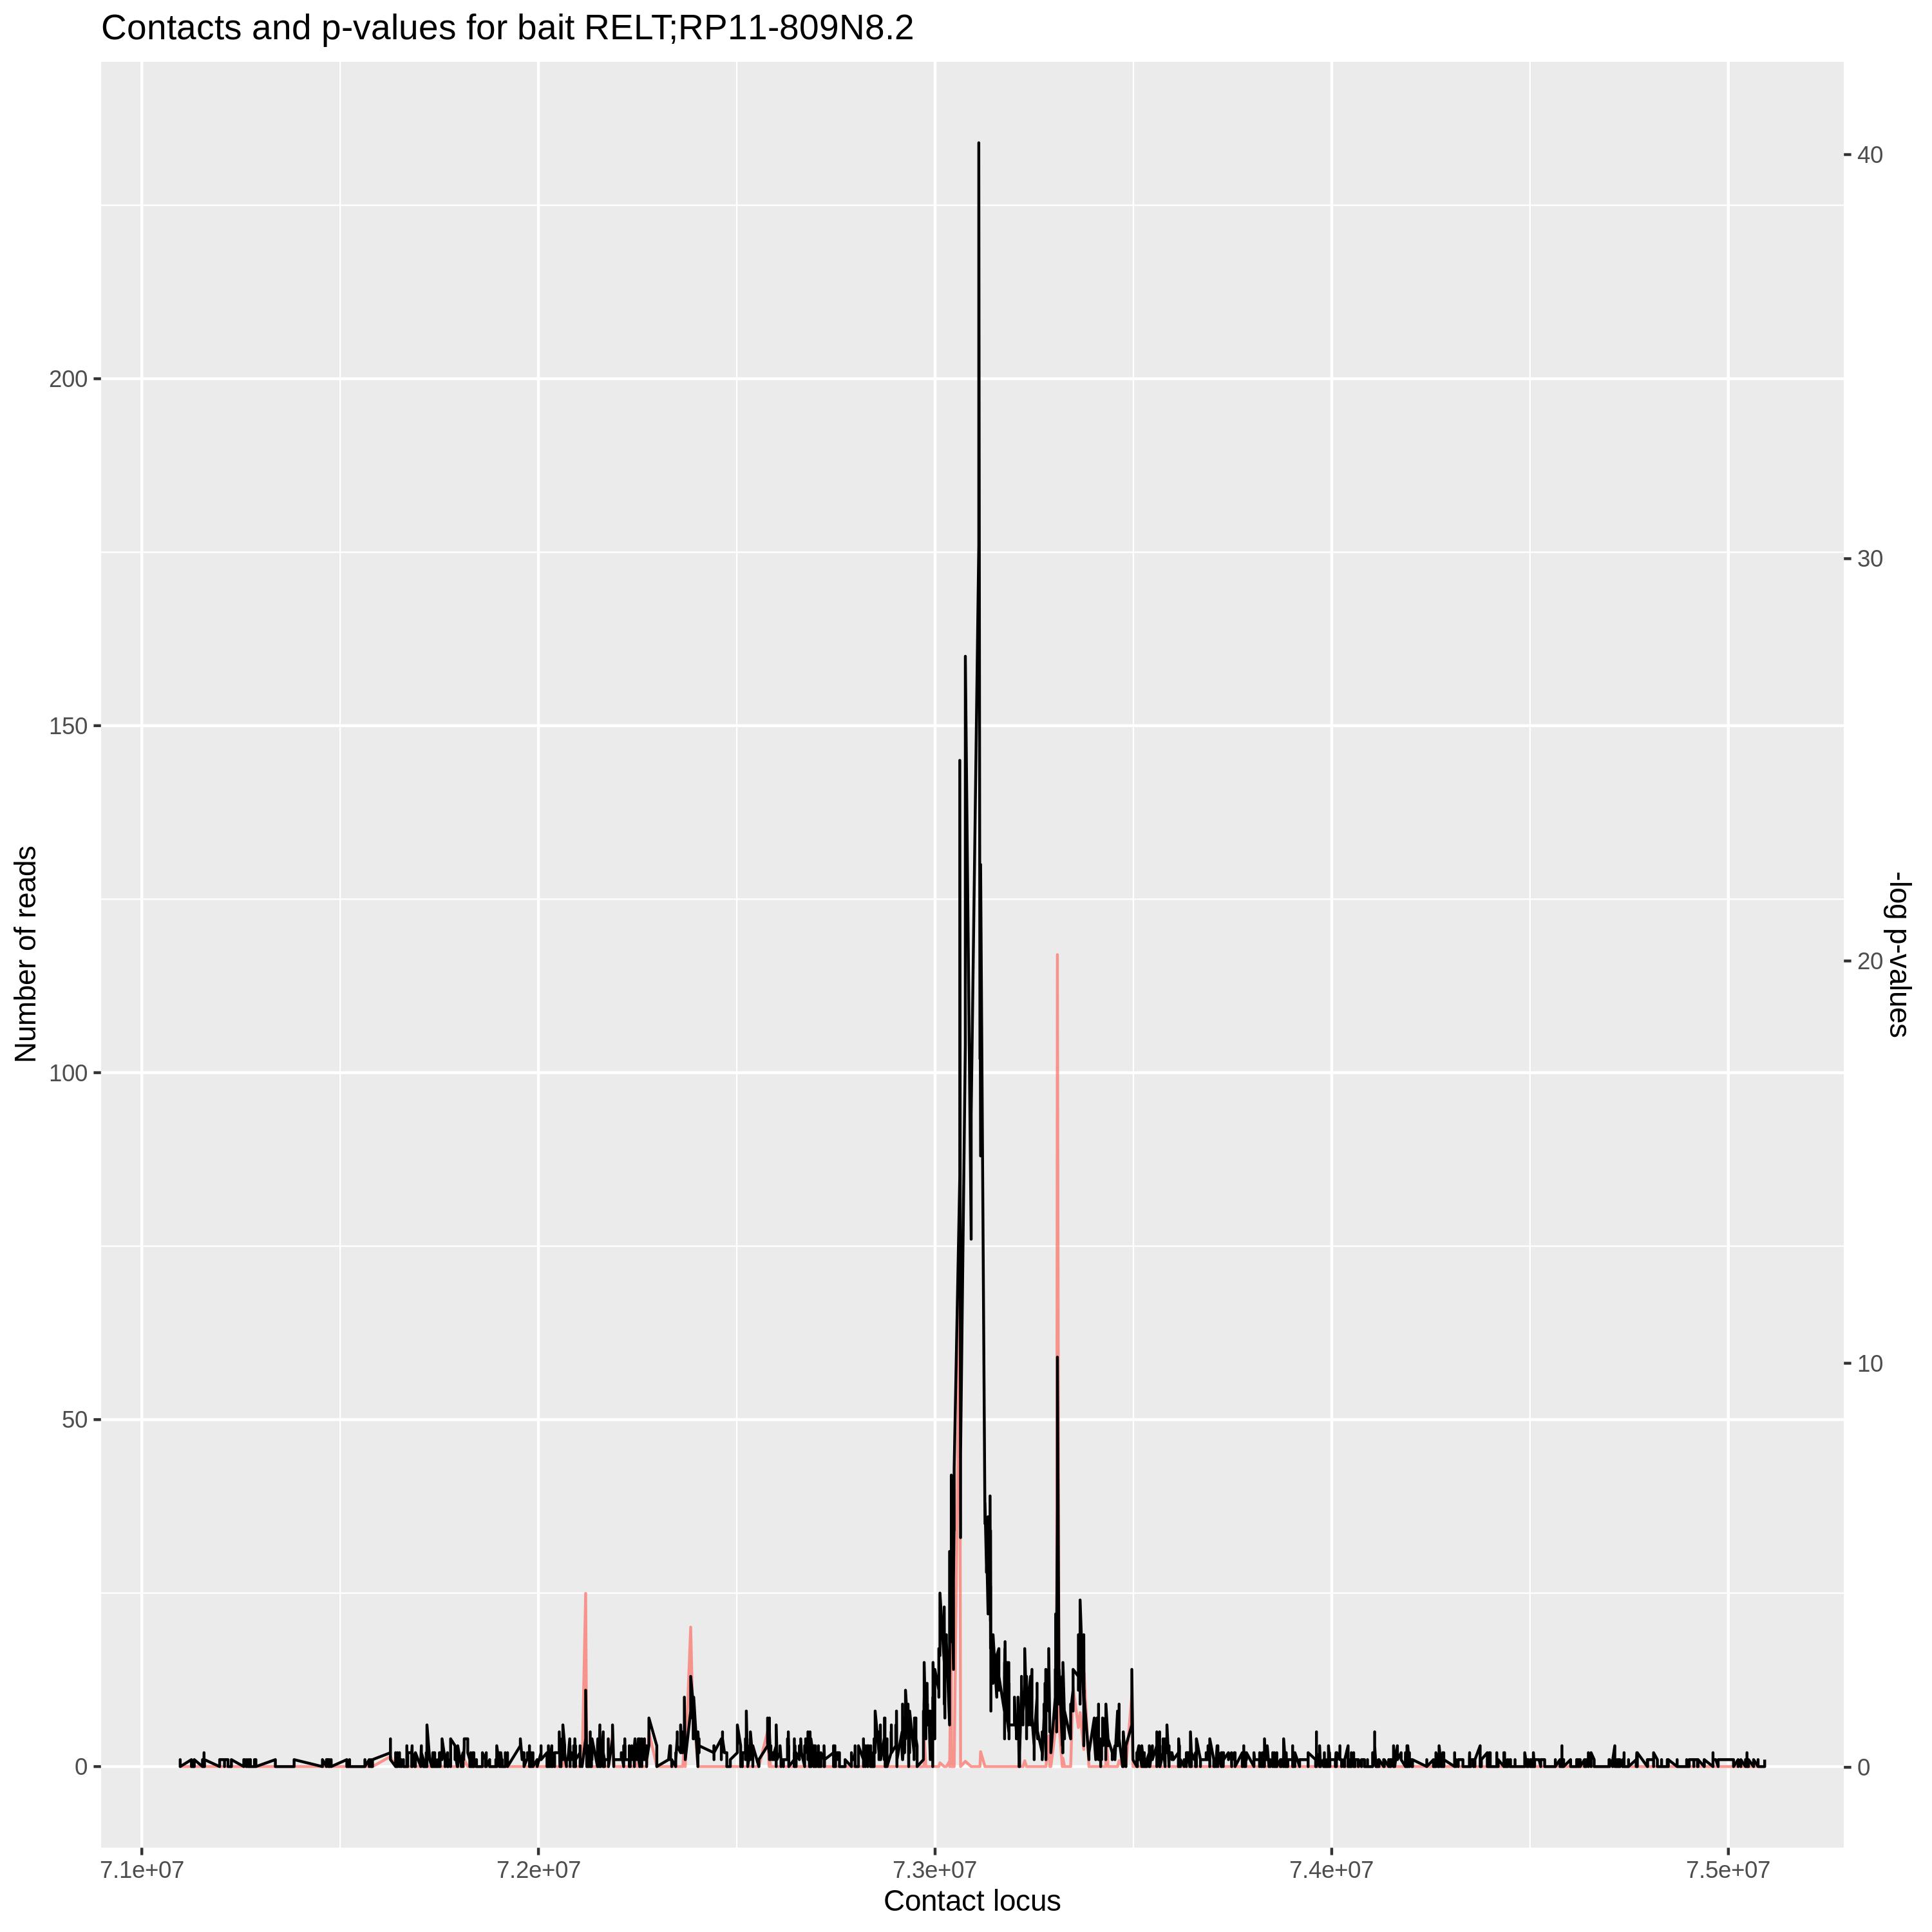 Contacts and p-values for bait RELT;RP11-809N8.2
Number of reads
200
150
100
50
0
40
30
20
10
0
-log p-values
7.1e+07 7.2e+07 7.3e+07 7.4e+07 7.5e+07
Contact locus